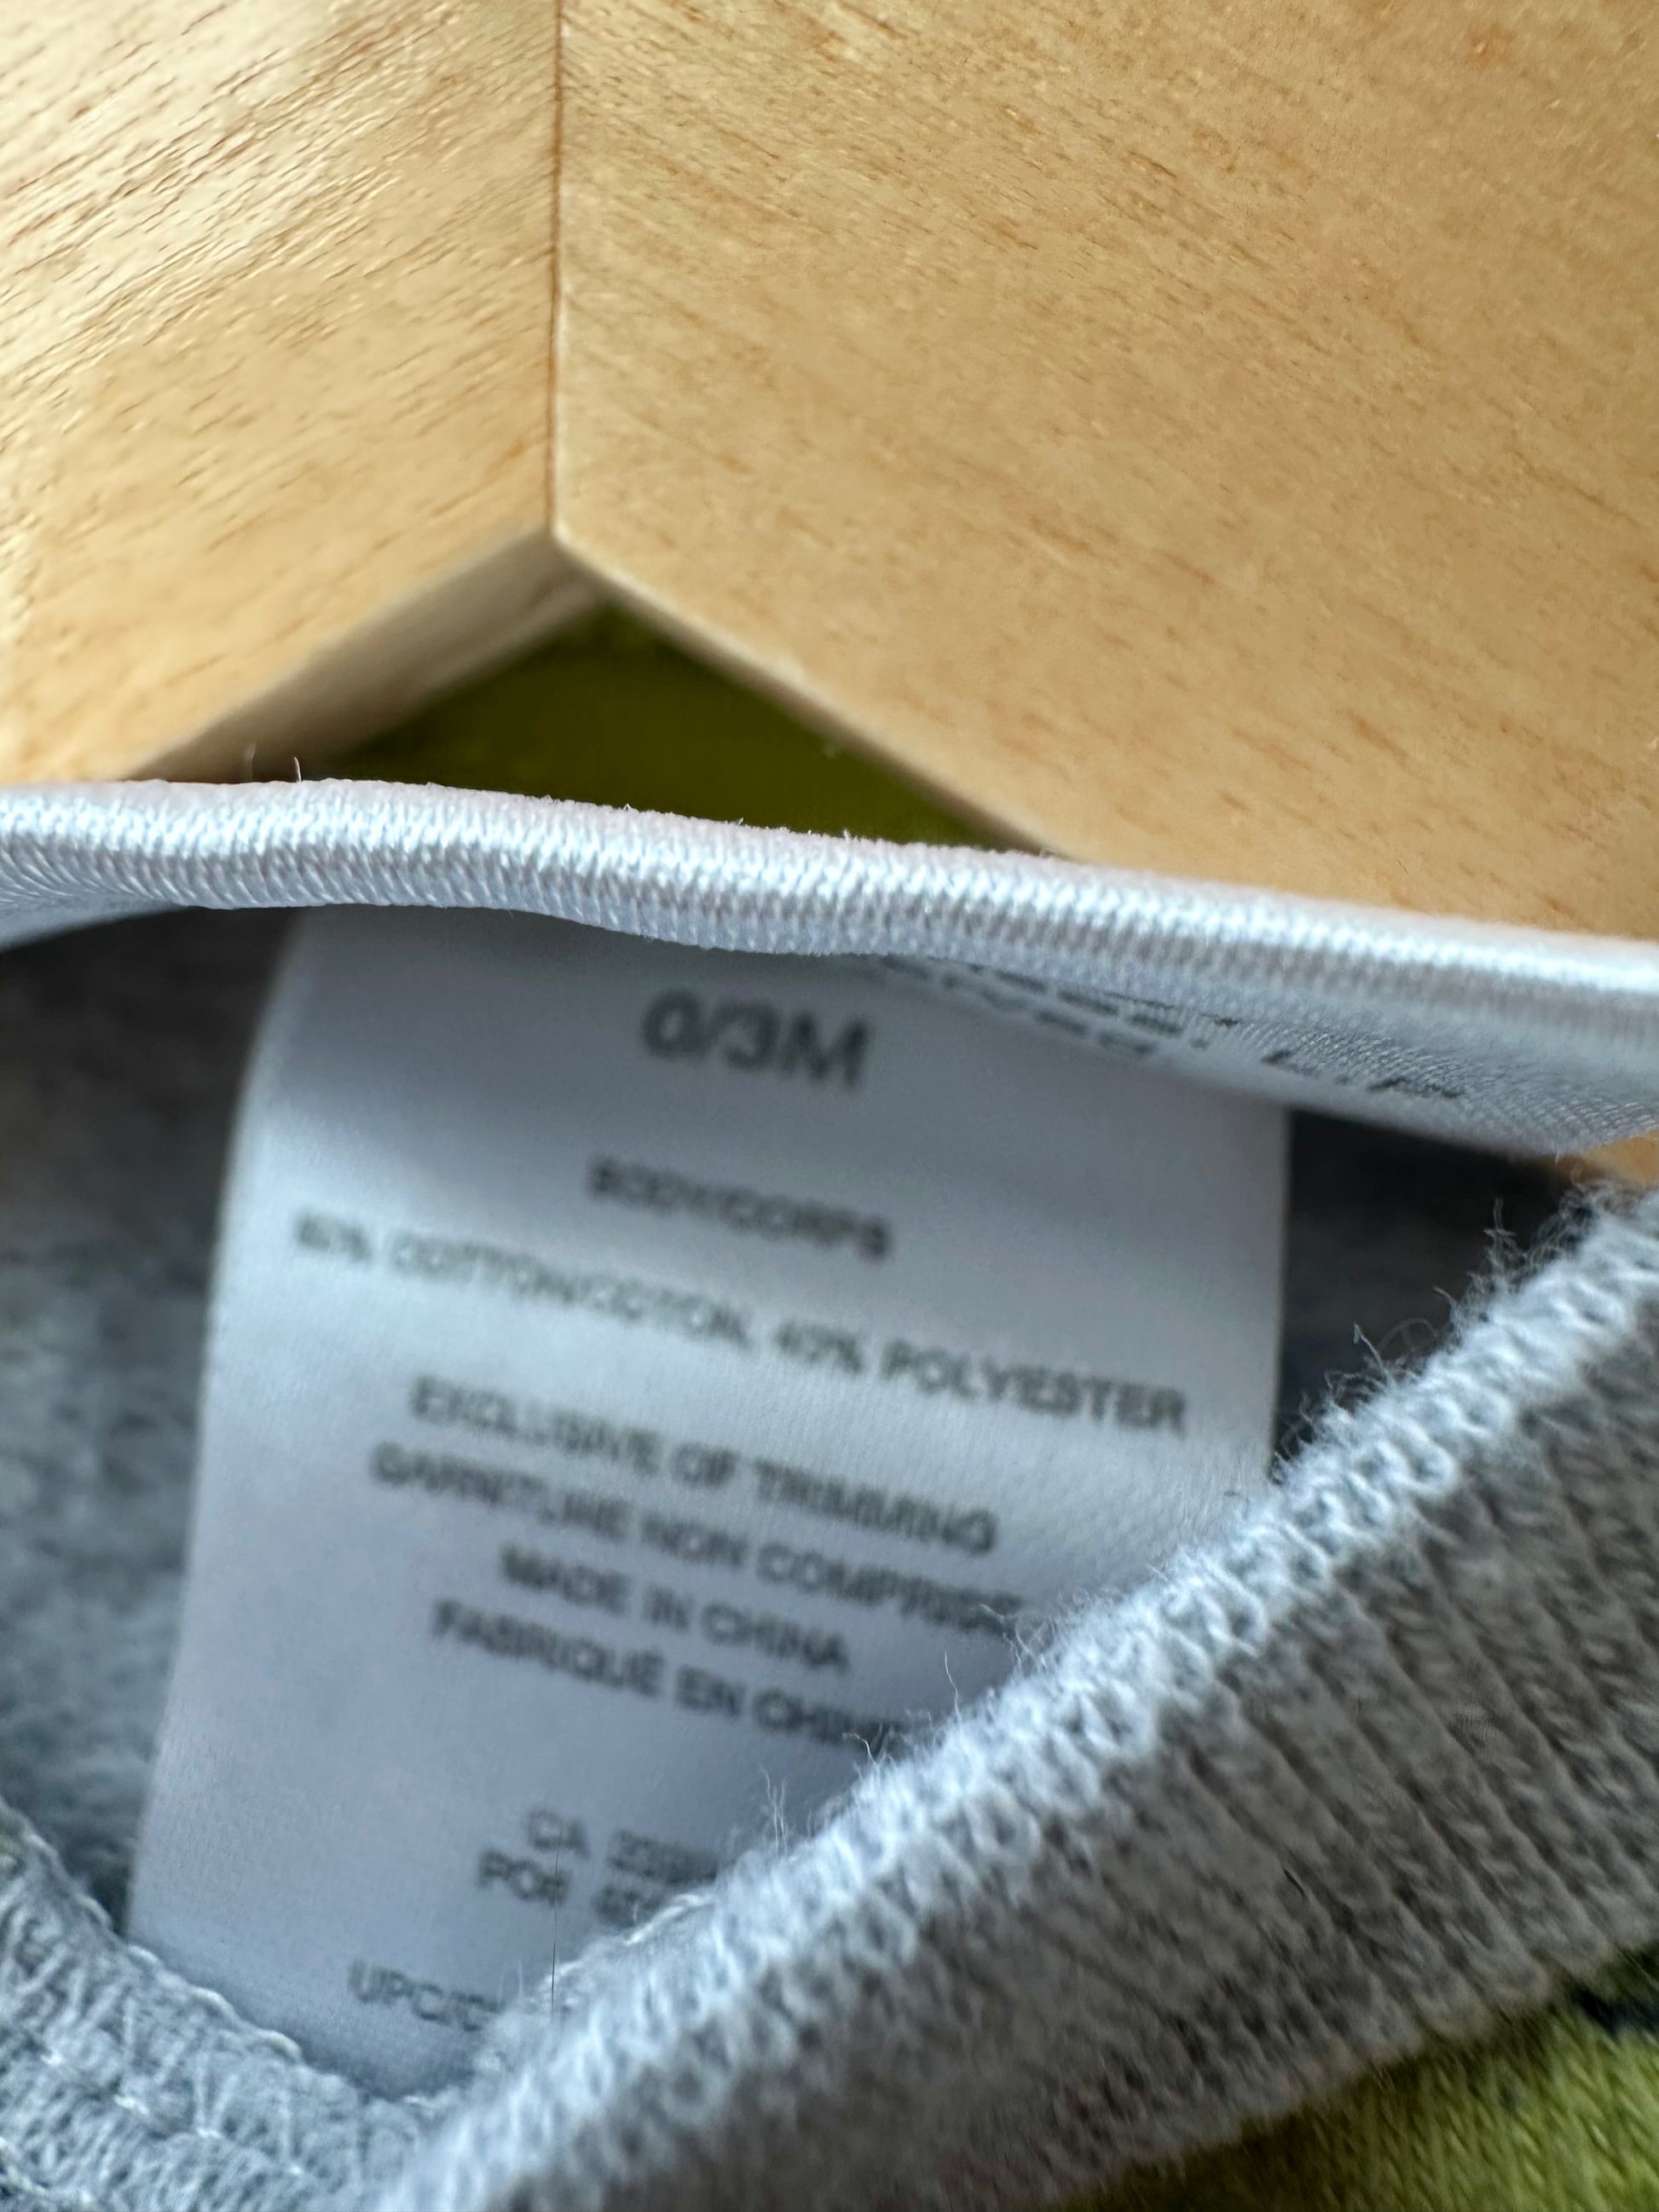 0/3M
BODY/CORPS
60% COTTON/COTON, 40% POLYESTER
EXCLUSIVE OF TRIMMING
GARNITURE NON COMPRISE
MADE IN CHINA
FABRIQUÉ EN CHINE
CA